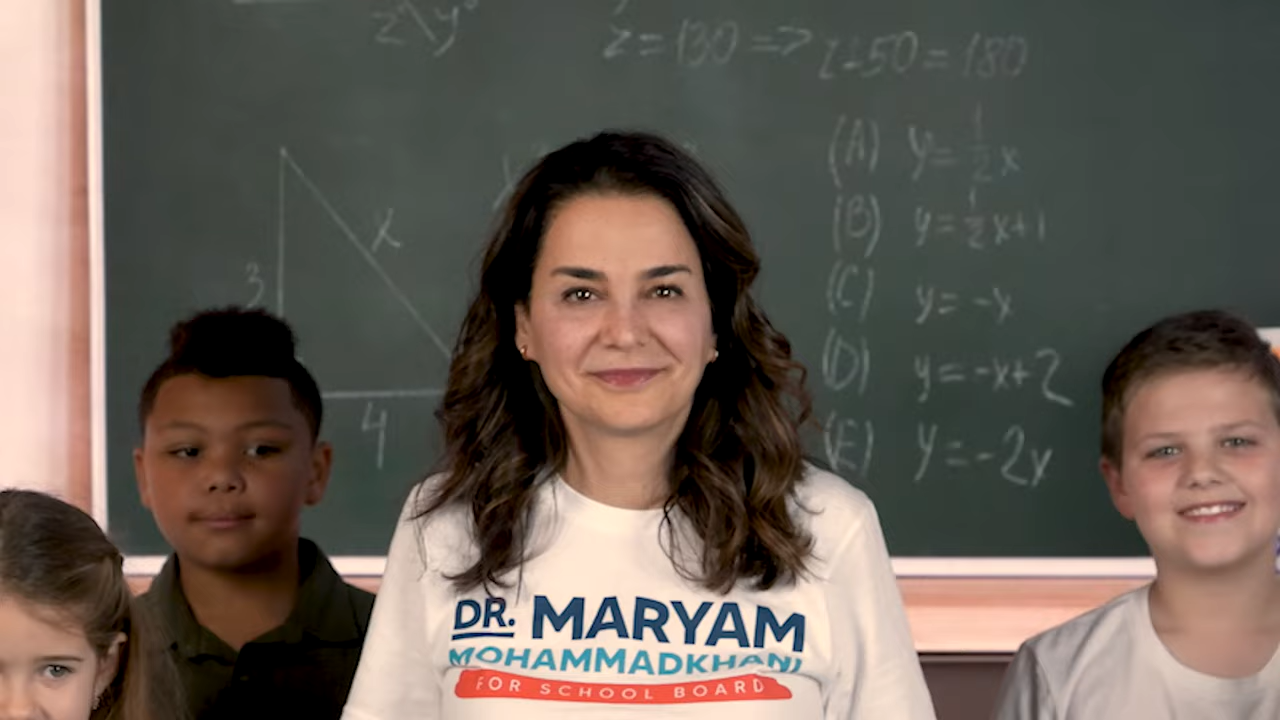 z = 130 => z+50 = 180
(A) y = 1/2 x
(B) y = 1/2 x+1
(C) y = -x
(D) y = -x+2
(E) y = -2x
x
3
4
DR. MARYAM
MOHAMMADKHANI
FOR SCHOOL BOARD